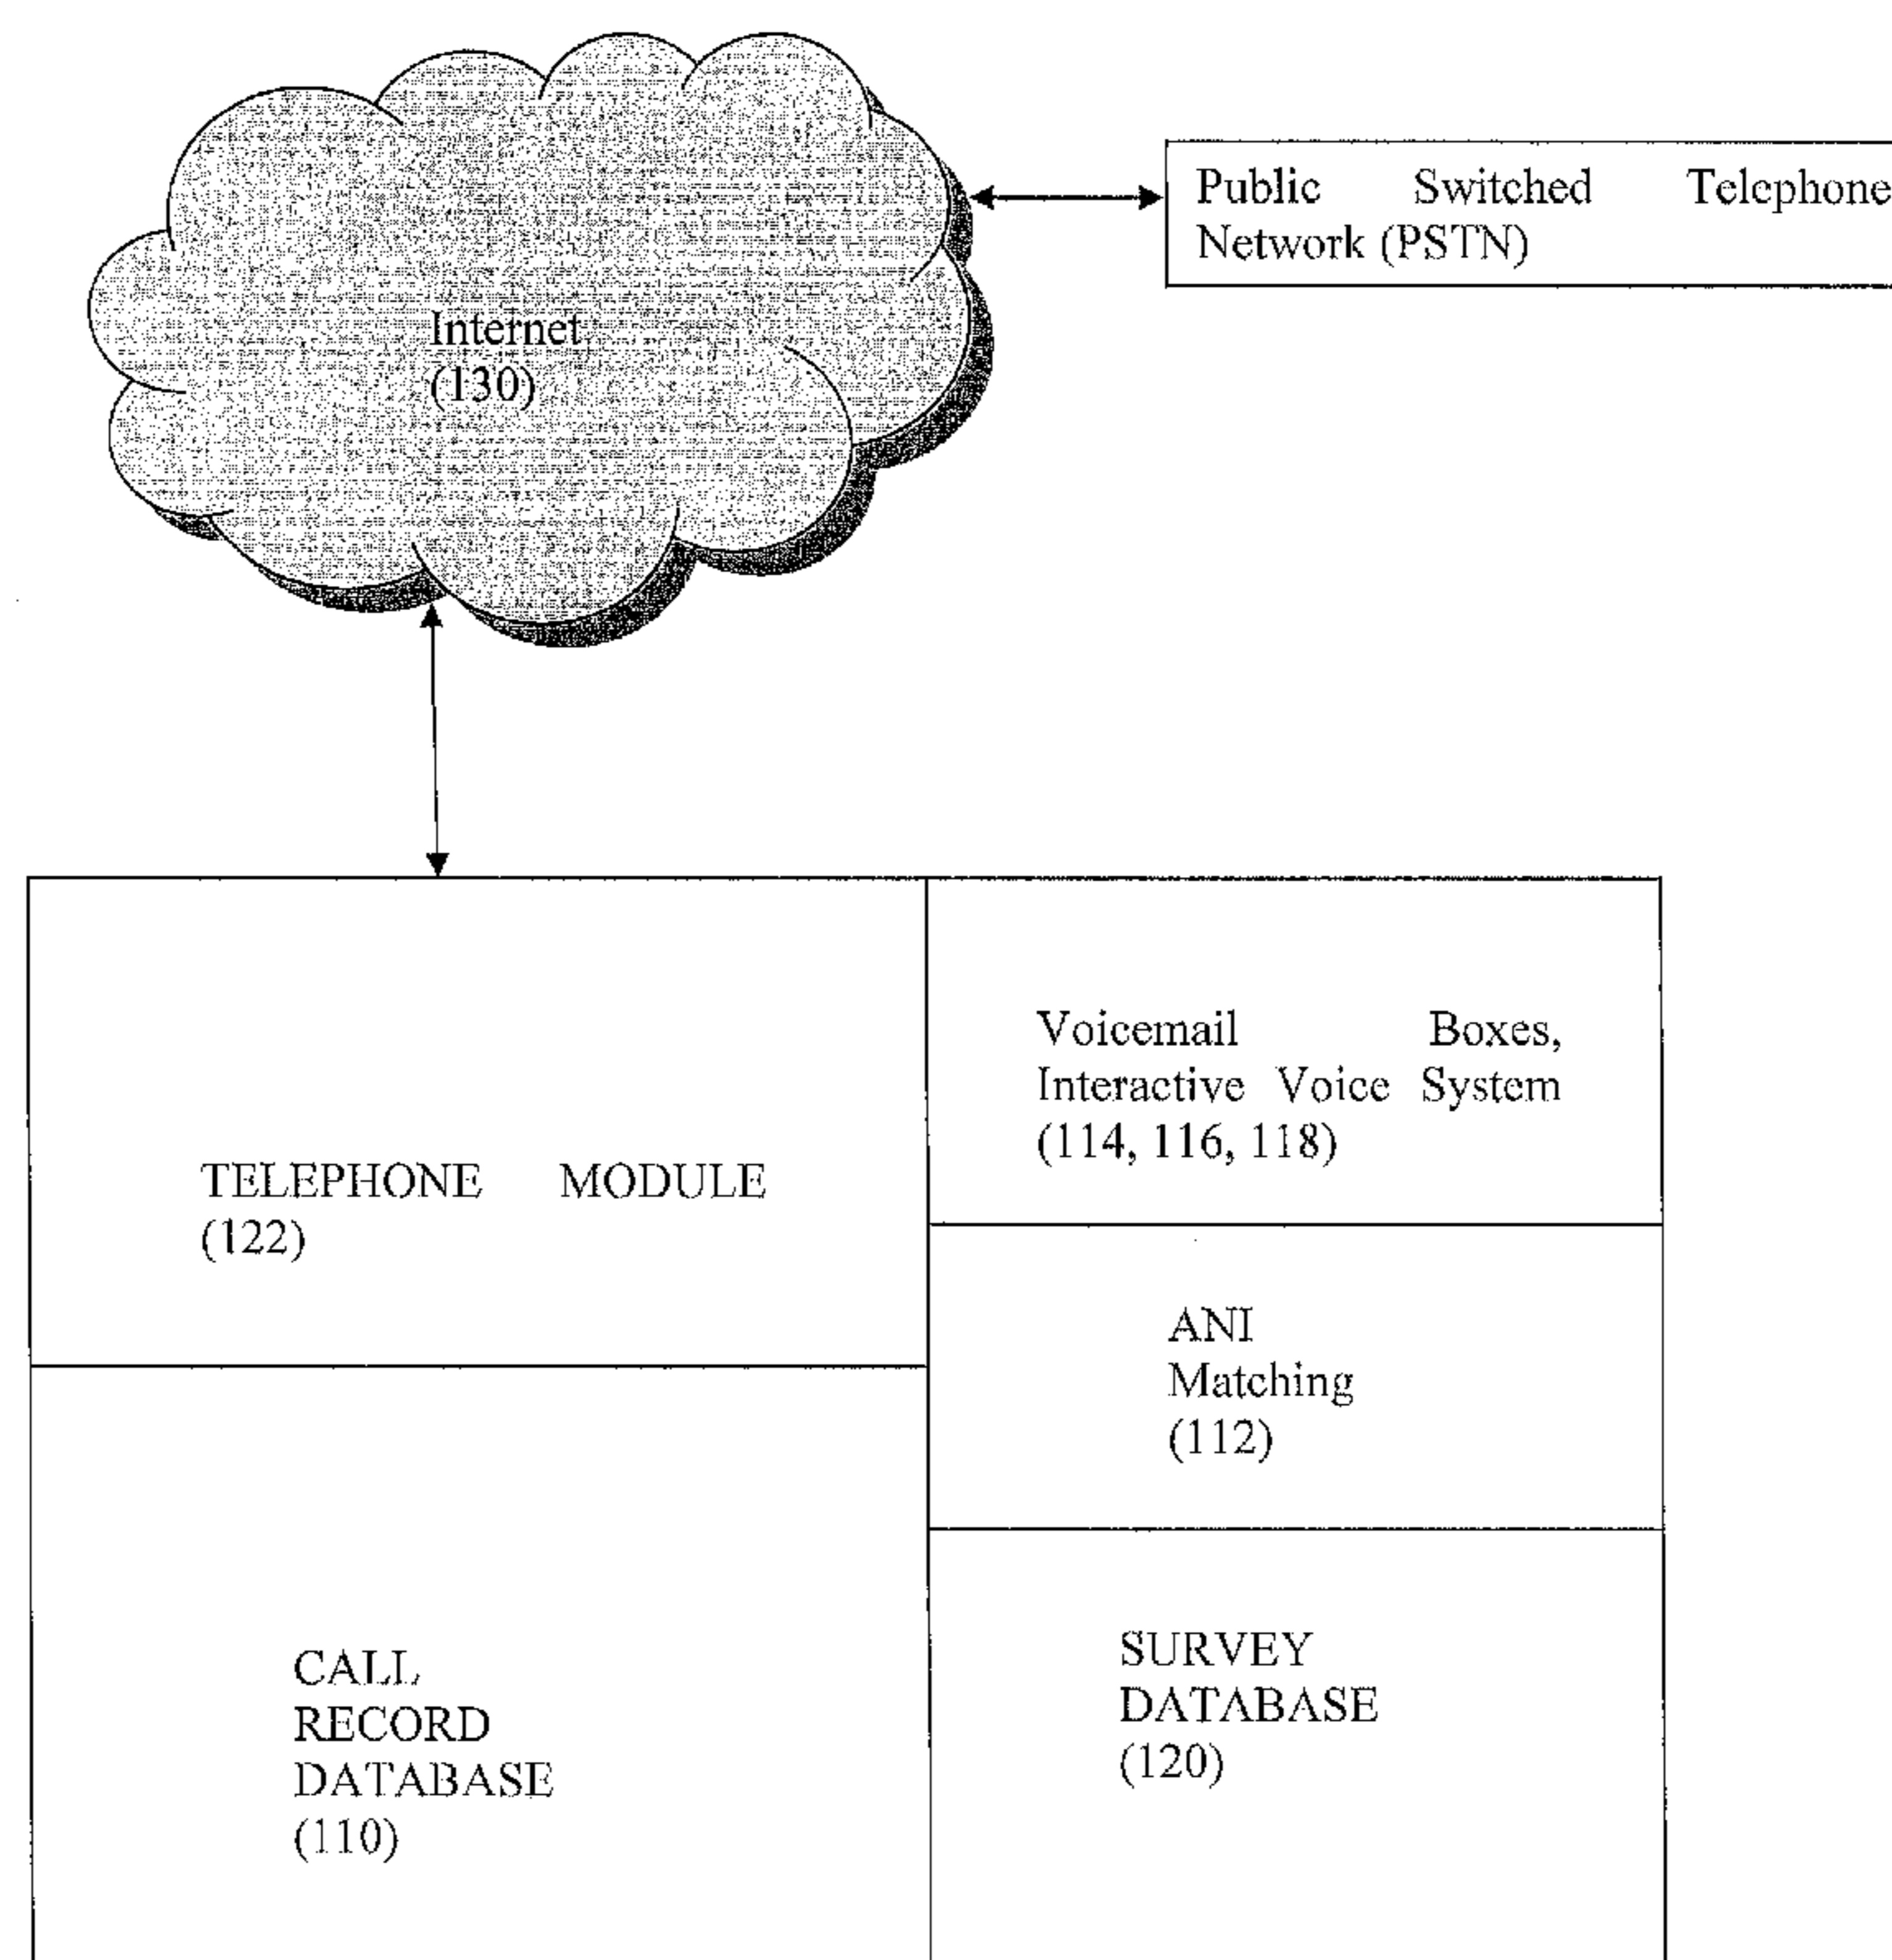 Public Switched Telephone
Network (PSTN)
Internet
(130)
Voicemail Boxes,
Interactive Voice System
(114, 116, 118)
TELEPHONE MODULE
(122)
ANI
Matching
(112)
CALL
RECORD
DATABASE
(110)
SURVEY
DATABASE
(120)